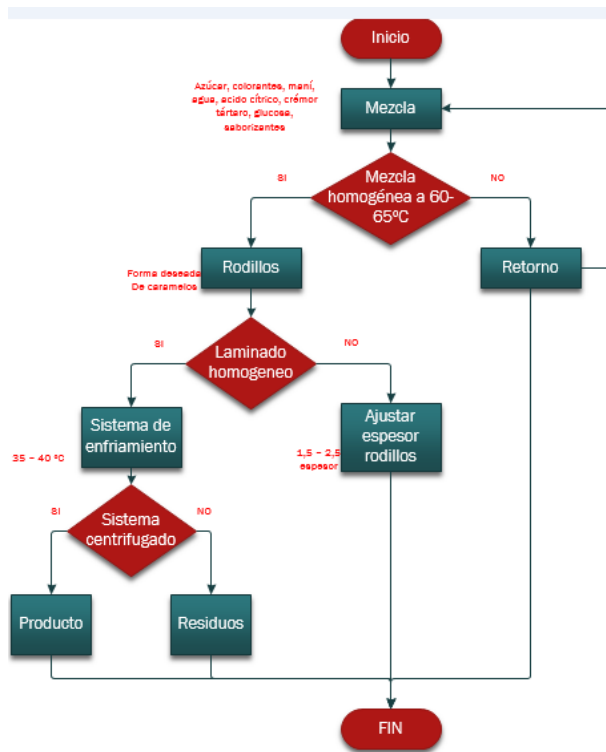 Inicio
Azúcar, colorantes, maní,
agua, acido cítrico, crémor
tártaro, glucosa,
saborizantes
Mezcla
Mezcla
homogénea a 60-
65ºC
SI
NO
Rodillos
Retorno
Forma deseada
De caramelos
Laminado
homogeneo
SI
NO
Sistema de
enfriamiento
35 – 40 ºC
Ajustar
espesor
rodillos
1,5 – 2,5
espesor
Sistema
centrifugado
SI
NO
Producto
Residuos
FIN